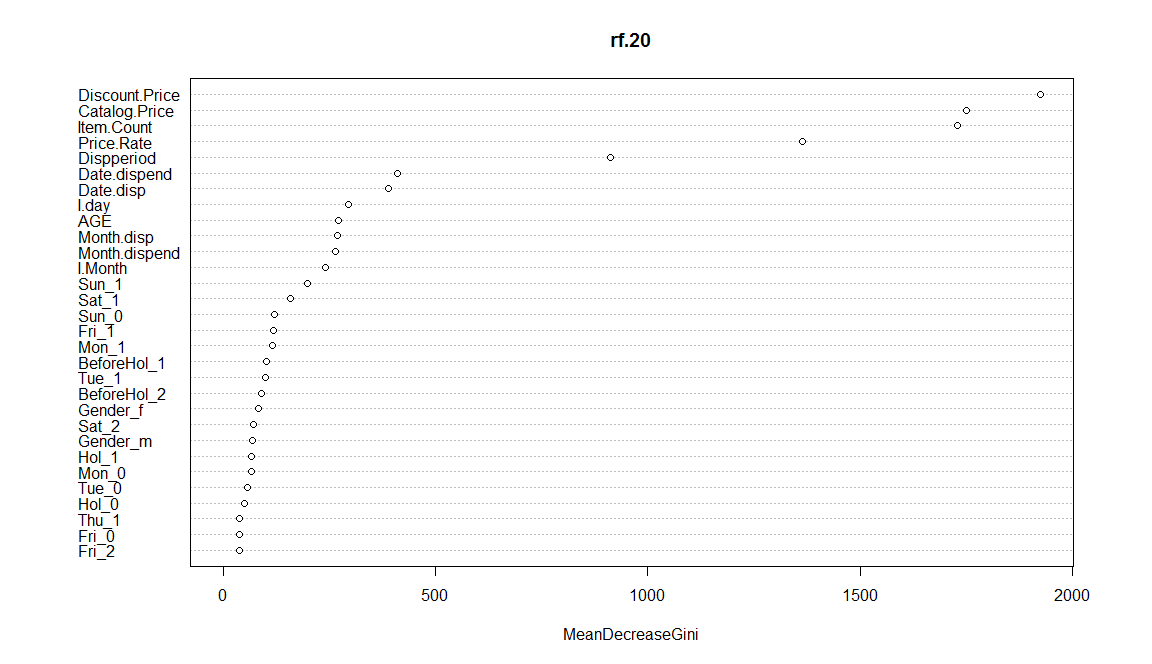 rf.20
Discount.Price
Catalog.Price
Item.Count
Price.Rate
Dispperiod
Date.dispend
Date.disp
I.day
AGE
Month.disp
Month.dispend
I.Month
Sun_1
Sat_1
Sun_0
Fri_1
Mon_1
BeforeHol_1
Tue_1
BeforeHol_2
Gender_f
Sat_2
Gender_m
Hol_1
Mon_0
Tue_0
Hol_0
Thu_1
Fri_0
Fri_2
0 500 1000 1500 2000
MeanDecreaseGini